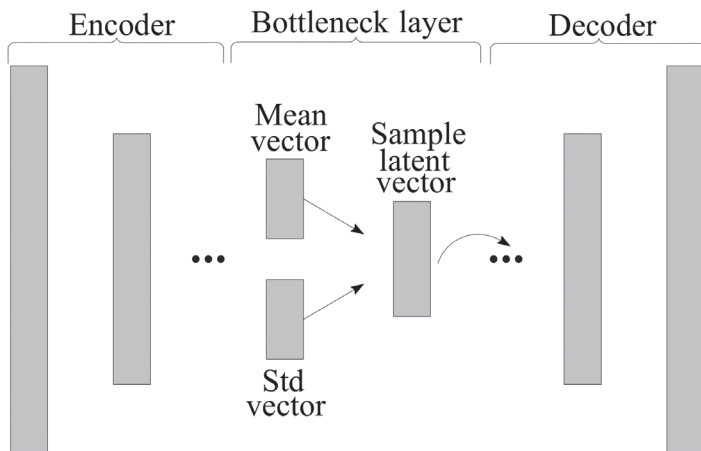 Encoder
Bottleneck layer
Decoder
Mean
vector
Sample
latent
vector
Std
vector